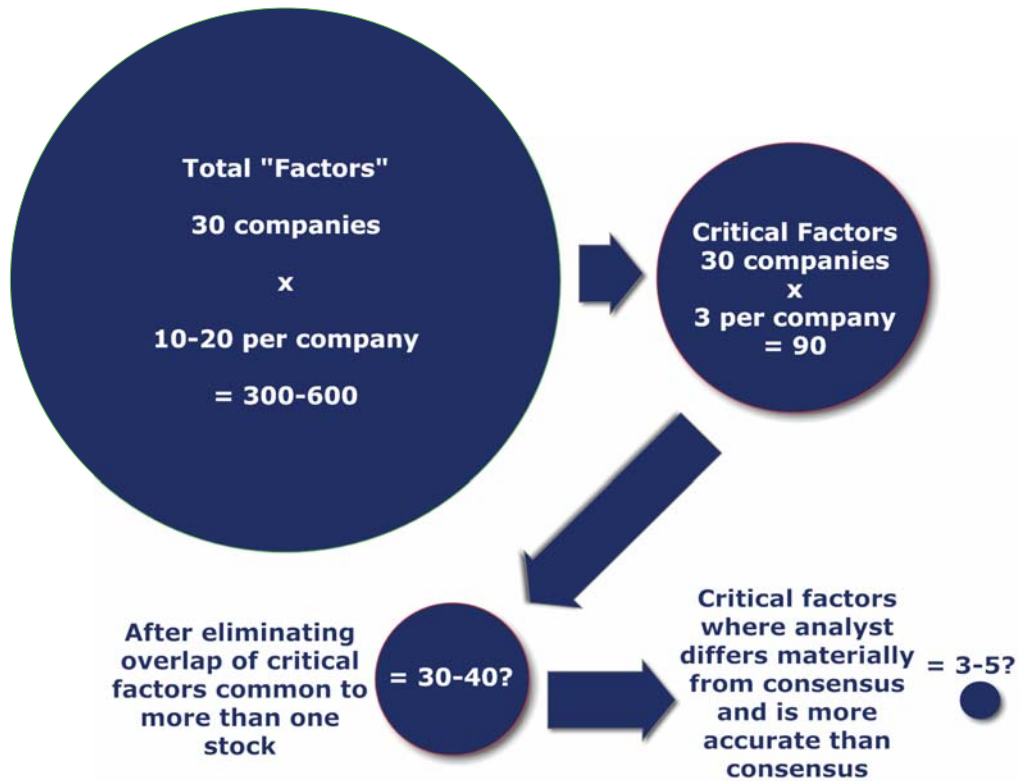 Total "Factors"
30 companies
x
10-20 per company
= 300-600
Critical Factors
30 companies
x
3 per company
= 90
After eliminating
overlap of critical
factors common to
more than one
stock
= 30-40?
Critical factors
where analyst
differs materially
from consensus
and is more
accurate than
consensus
= 3-5?